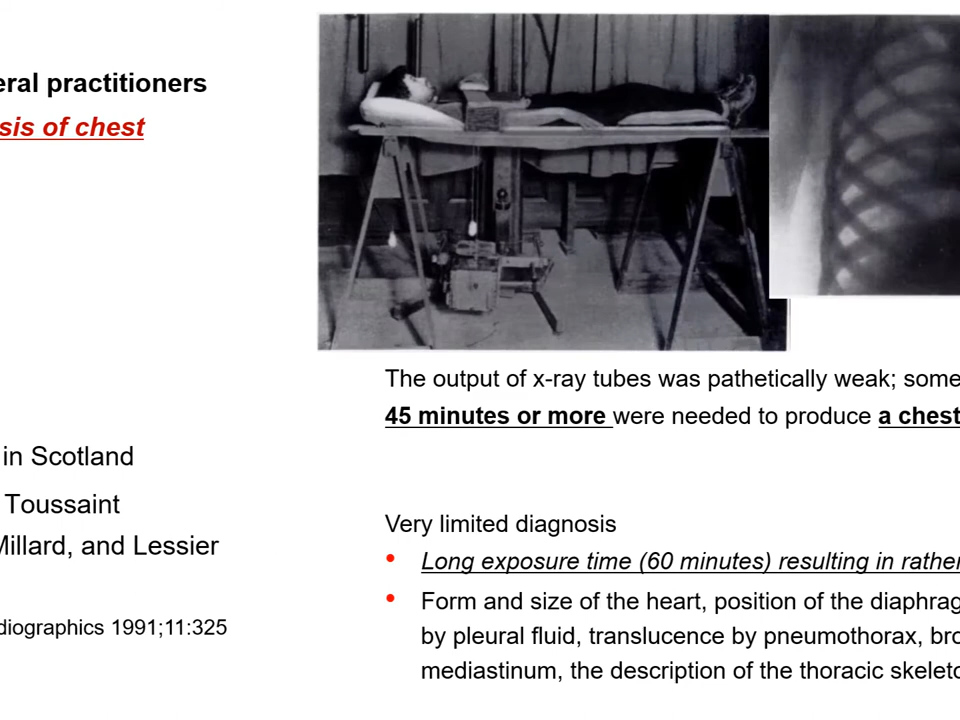 eral practitioners
sis of chest
in Scotland
Toussaint
Millard, and Lessier
diographics 1991;11:325
The output of x-ray tubes was pathetically weak; some
45 minutes or more were needed to produce a chest
Very limited diagnosis
Long exposure time (60 minutes) resulting in rather
Form and size of the heart, position of the diaphrag
by pleural fluid, translucence by pneumothorax, bro
mediastinum, the description of the thoracic skeleto